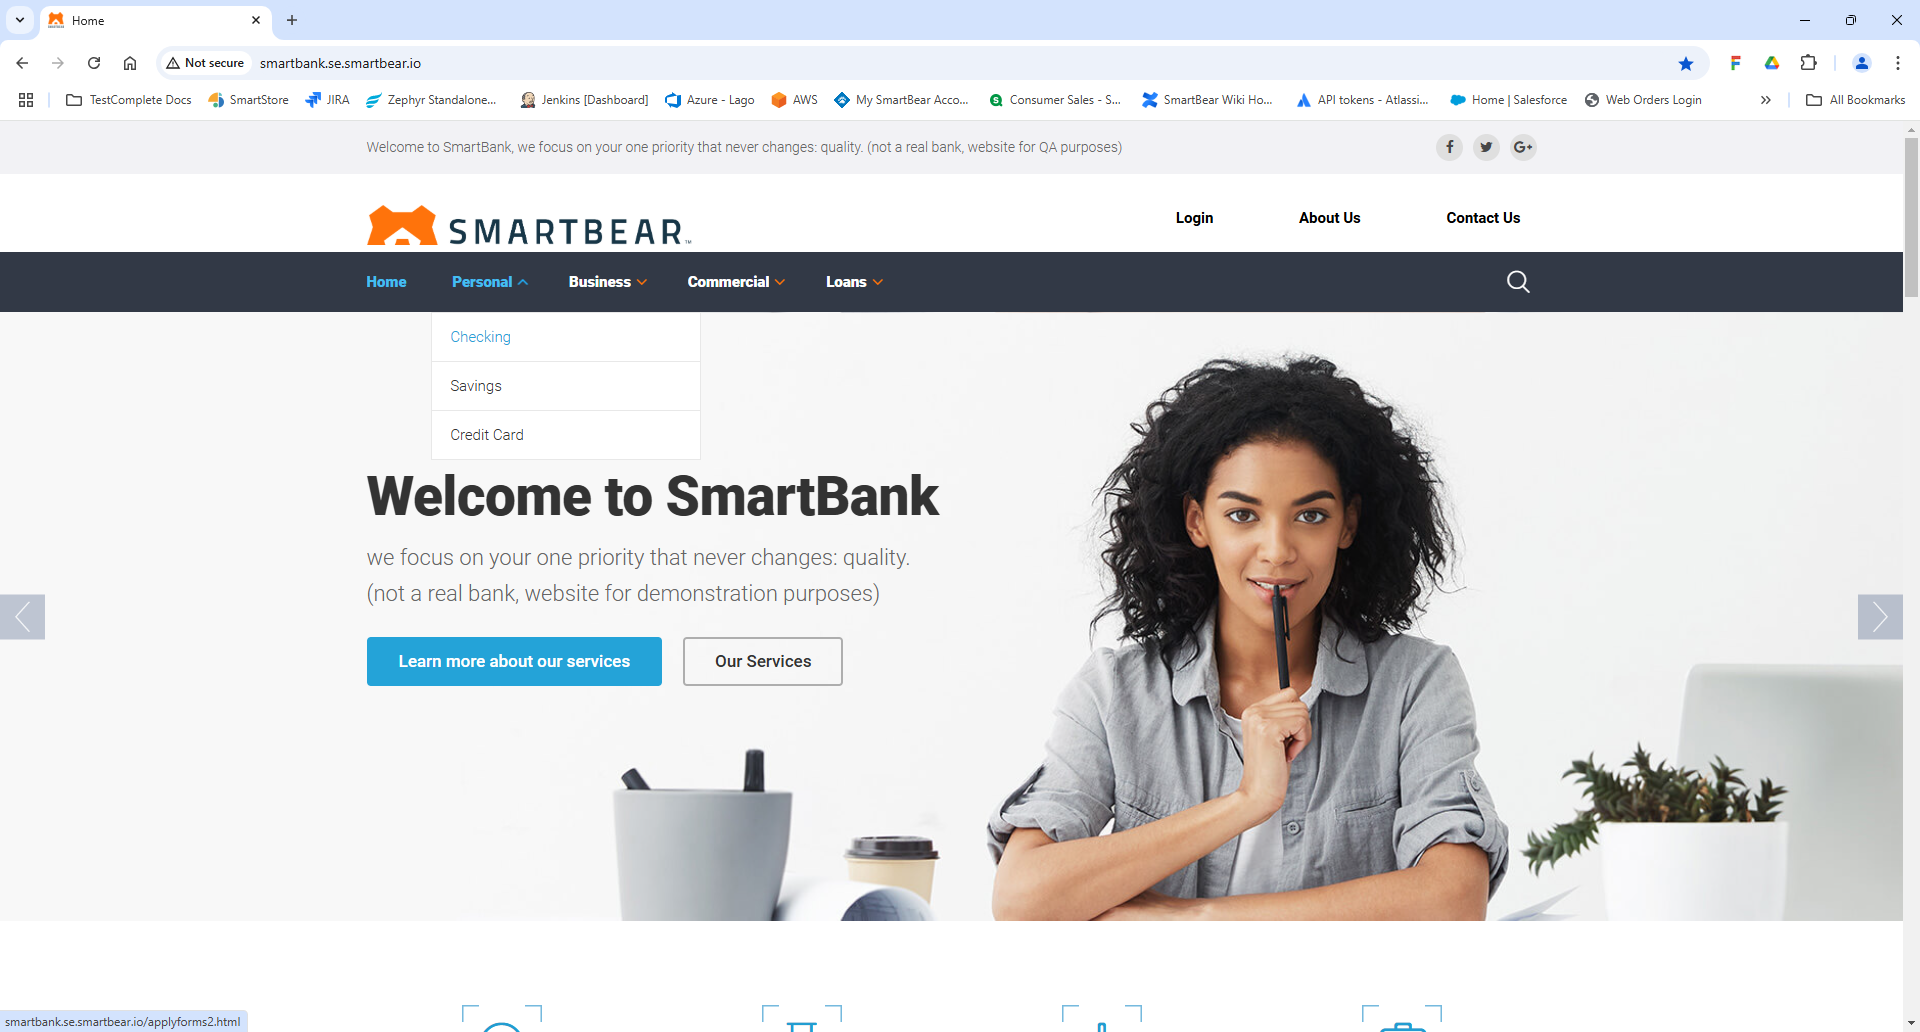 Home
Not secure
smartbank.se.smartbear.io
TestComplete Docs
SmartStore
JIRA
Zephyr Standalone...
Jenkins [Dashboard]
Azure - Lago
AWS
My SmartBear Acco...
Consumer Sales - S...
SmartBear Wiki Ho...
API tokens - Atlassi...
Home | Salesforce
Web Orders Login
All Bookmarks
Welcome to SmartBank, we focus on your one priority that never changes: quality. (not a real bank, website for QA purposes)
SMARTBEAR™
Login
About Us
Contact Us
Home
Personal
Business
Commercial
Loans
Checking
Savings
Credit Card
Welcome to SmartBank
we focus on your one priority that never changes: quality.
(not a real bank, website for demonstration purposes)
Learn more about our services
Our Services
smartbank.se.smartbear.io/applyforms2.html